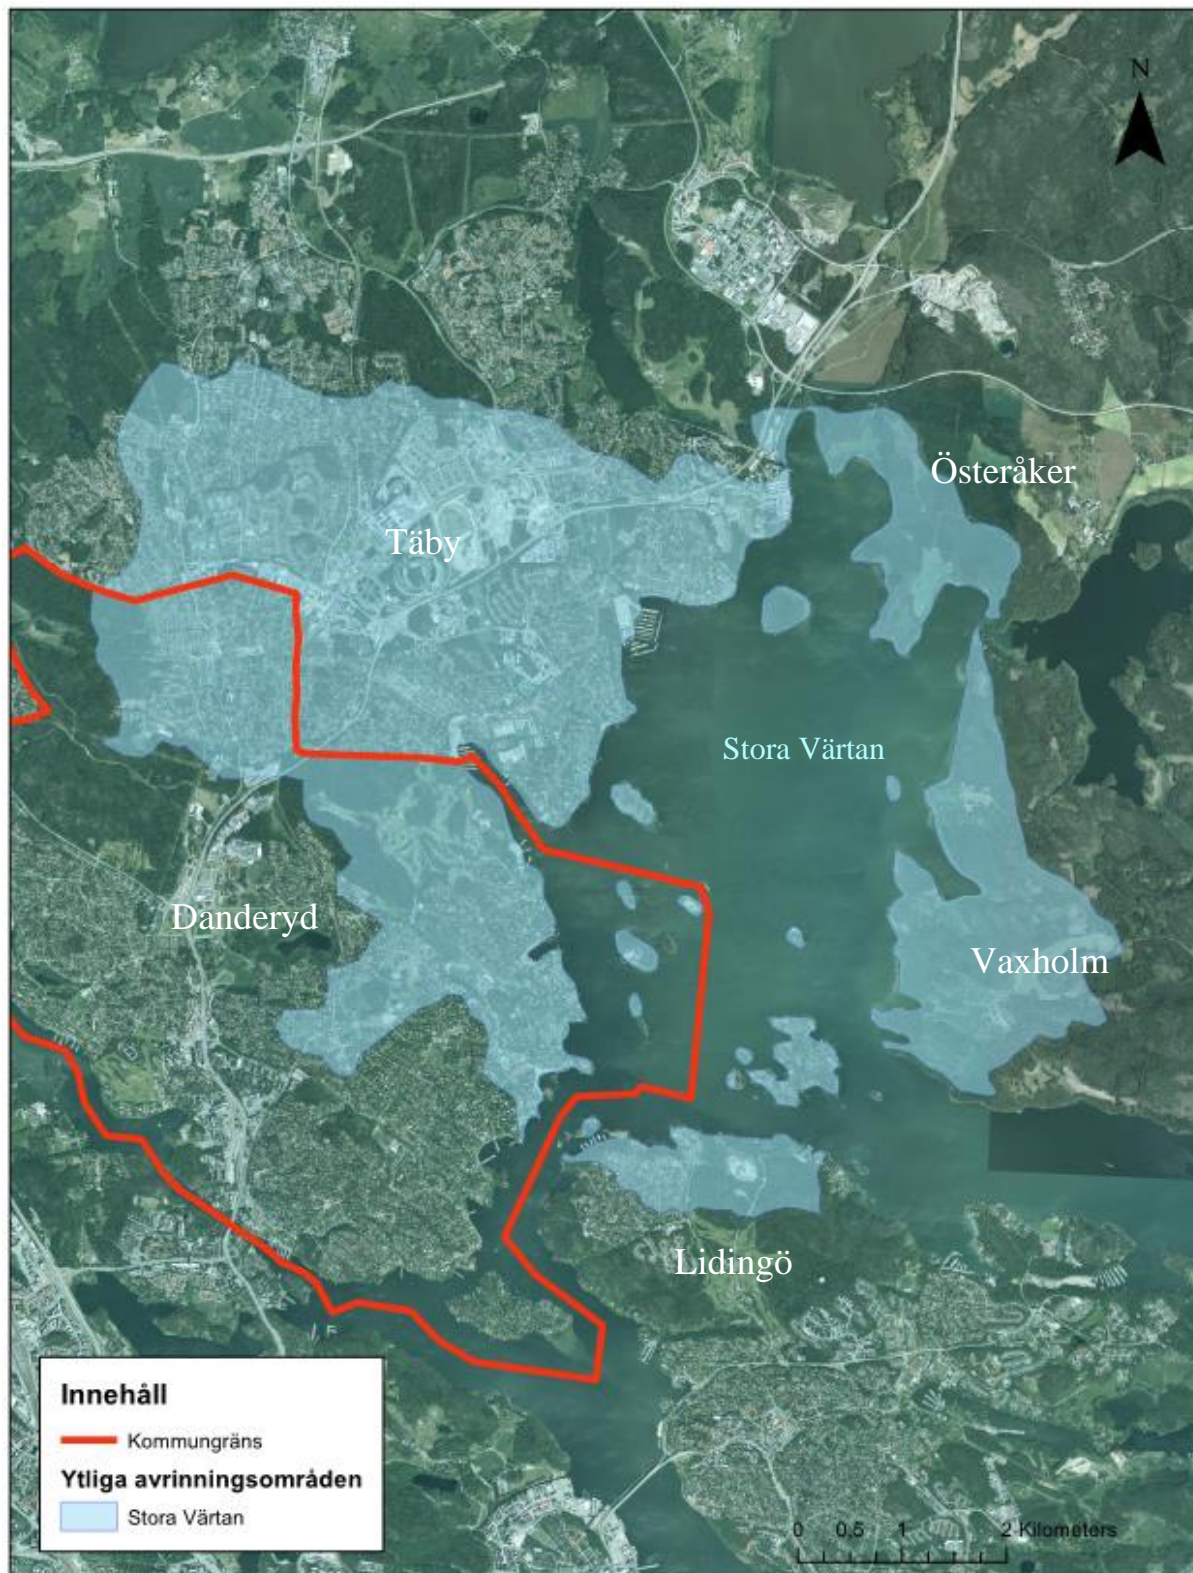 N
Österåker
Täby
Stora Värtan
Danderyd
Vaxholm
Lidingö
Innehåll
Kommungräns
Ytliga avrinningsområden
Stora Värtan
0 0,5 1 2 Kilometers